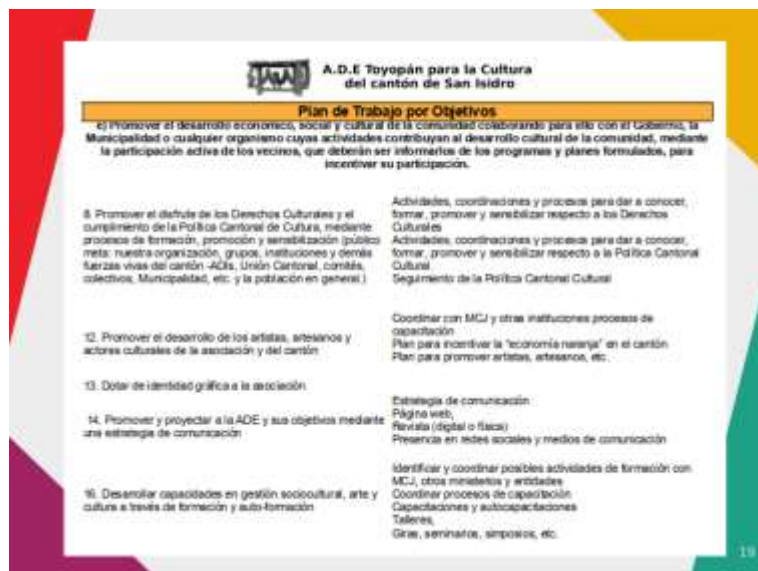 A.D.E Toyopán para la Cultura
del cantón de San Isidro
Plan de Trabajo por Objetivos
c) Promover el desarrollo económico, social y cultural de la comunidad colaborando para ello con el Gobierno, la
Municipalidad o cualquier organismo cuyas actividades contribuyan al desarrollo cultural de la comunidad, mediante
la participación activa de los vecinos, que deberán ser informarlos de los programas y planes formulados, para
incentivar su participación.
8. Promover el disfrute de los Derechos Culturales y el
cumplimiento de la Política Cantonal de Cultura, mediante
procesos de formación, promoción y sensibilización (público
meta: nuestra organización, grupos, instituciones y demás
fuerzas vivas del cantón -ADIs, Unión Cantonal, comités,
colectivos, Municipalidad, etc. y la población en general.)
Actividades, coordinaciones y procesos para dar a conocer,
formar, promover y sensibilizar respecto a los Derechos
Culturales
Actividades, coordinaciones y procesos para dar a conocer,
formar, promover y sensibilizar respecto a la Política Cantonal
Cultural
Seguimiento de la Política Cantonal Cultural
12. Promover el desarrollo de los artistas, artesanos y
actores culturales de la asociación y del cantón
Coordinar con MCJ y otras instituciones procesos de
capacitación
Plan para incentivar la "economía naranja" en el cantón
Plan para promover artistas, artesanos, etc.
13. Dotar de identidad gráfica a la asociación
14. Promover y proyectar a la ADE y sus objetivos mediante
una estrategia de comunicación
Estrategia de comunicación
Página web,
Revista (digital o física)
Presencia en redes sociales y medios de comunicación
16. Desarrollar capacidades en gestión sociocultural, arte y
cultura a través de formación y auto-formación
Identificar y coordinar posibles actividades de formación con
MCJ, otros ministerios y entidades
Coordinar procesos de capacitación
Capacitaciones y autocapacitaciones
Talleres,
Giras, seminarios, simposios, etc.
19